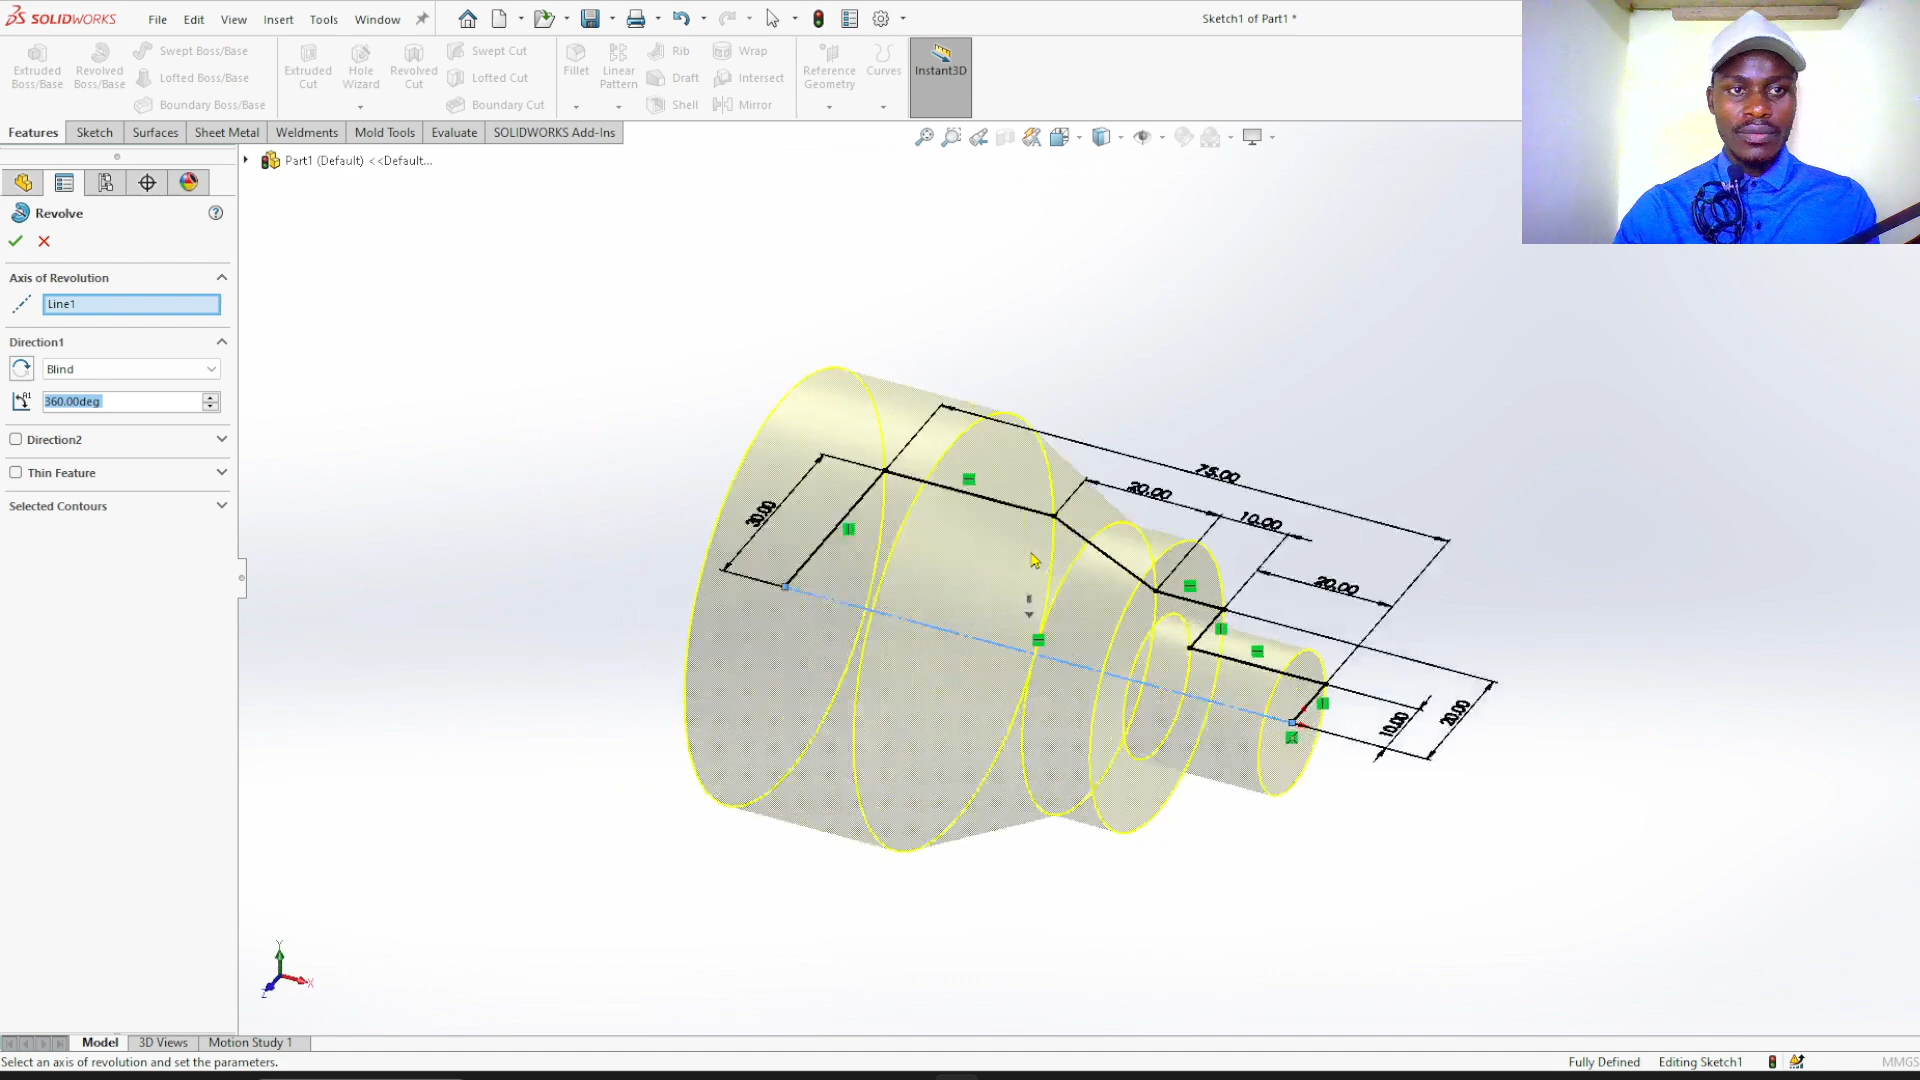 SOLIDWORKS
File Edit View Insert Tools Window
Sketch1 of Part1 *
Extruded Boss/Base
Revolved Boss/Base
Swept Boss/Base
Lofted Boss/Base
Boundary Boss/Base
Extruded Cut
Hole Wizard
Revolved Cut
Swept Cut
Lofted Cut
Boundary Cut
Fillet
Linear Pattern
Rib
Draft
Shell
Wrap
Intersect
Mirror
Reference Geometry
Curves
Instant3D
Features Sketch Surfaces Sheet Metal Weldments Mold Tools Evaluate SOLIDWORKS Add-Ins
Part1 (Default) <<Default...
Revolve
Axis of Revolution
Line1
Direction1
Blind
A1
360.00deg
Direction2
Thin Feature
Selected Contours
75.00
20.00
10.00
30.00
20.00
10.00
20.00
Y
X
Z
Model 3D Views Motion Study 1
Select an axis of revolution and set the parameters.
Fully Defined Editing Sketch1 MMGS